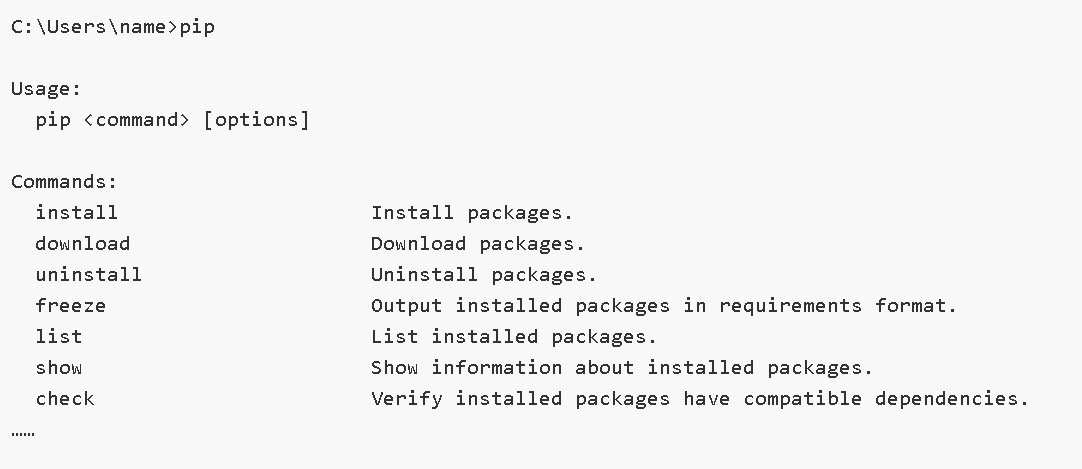 C:\Users\name>pip
Usage:
pip <command> [options]
Commands:
install Install packages.
download Download packages.
uninstall Uninstall packages.
freeze Output installed packages in requirements format.
list List installed packages.
show Show information about installed packages.
check Verify installed packages have compatible dependencies.
……